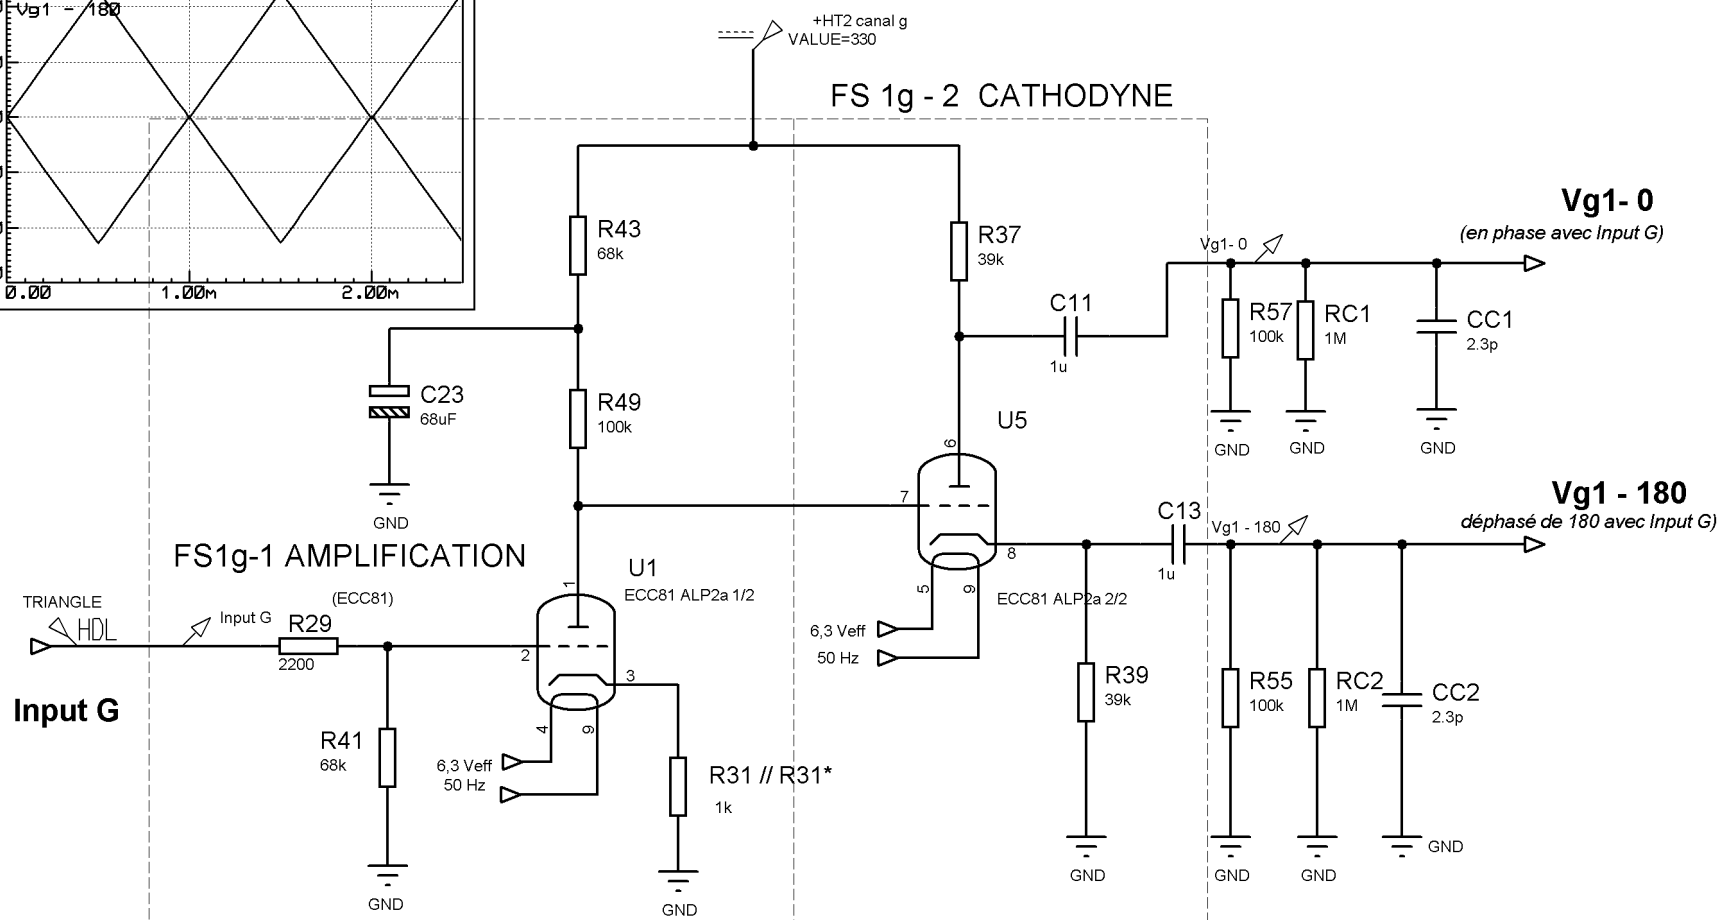 Vg1 - 180
0.00
1.00m
2.00m
+HT2 canal g
VALUE=330
FS 1g - 2 CATHODYNE
R43
68k
R37
39k
Vg1- 0
(en phase avec Input G)
Vg1- 0
C11
1u
R57
100k
RC1
1M
CC1
2.3p
GND
GND
GND
C23
68uF
GND
R49
100k
U5
6
7
8
5
9
ECC81 ALP2a 2/2
6,3 Veff
50 Hz
C13
1u
Vg1 - 180
Vg1 - 180
déphasé de 180 avec Input G)
FS1g-1 AMPLIFICATION
(ECC81)
U1
ECC81 ALP2a 1/2
TRIANGLE
HDL
Input G
R29
2200
Input G
1
2
3
4
9
R41
68k
GND
6,3 Veff
50 Hz
R31 // R31*
1k
GND
R39
39k
GND
R55
100k
GND
RC2
1M
GND
CC2
2.3p
GND